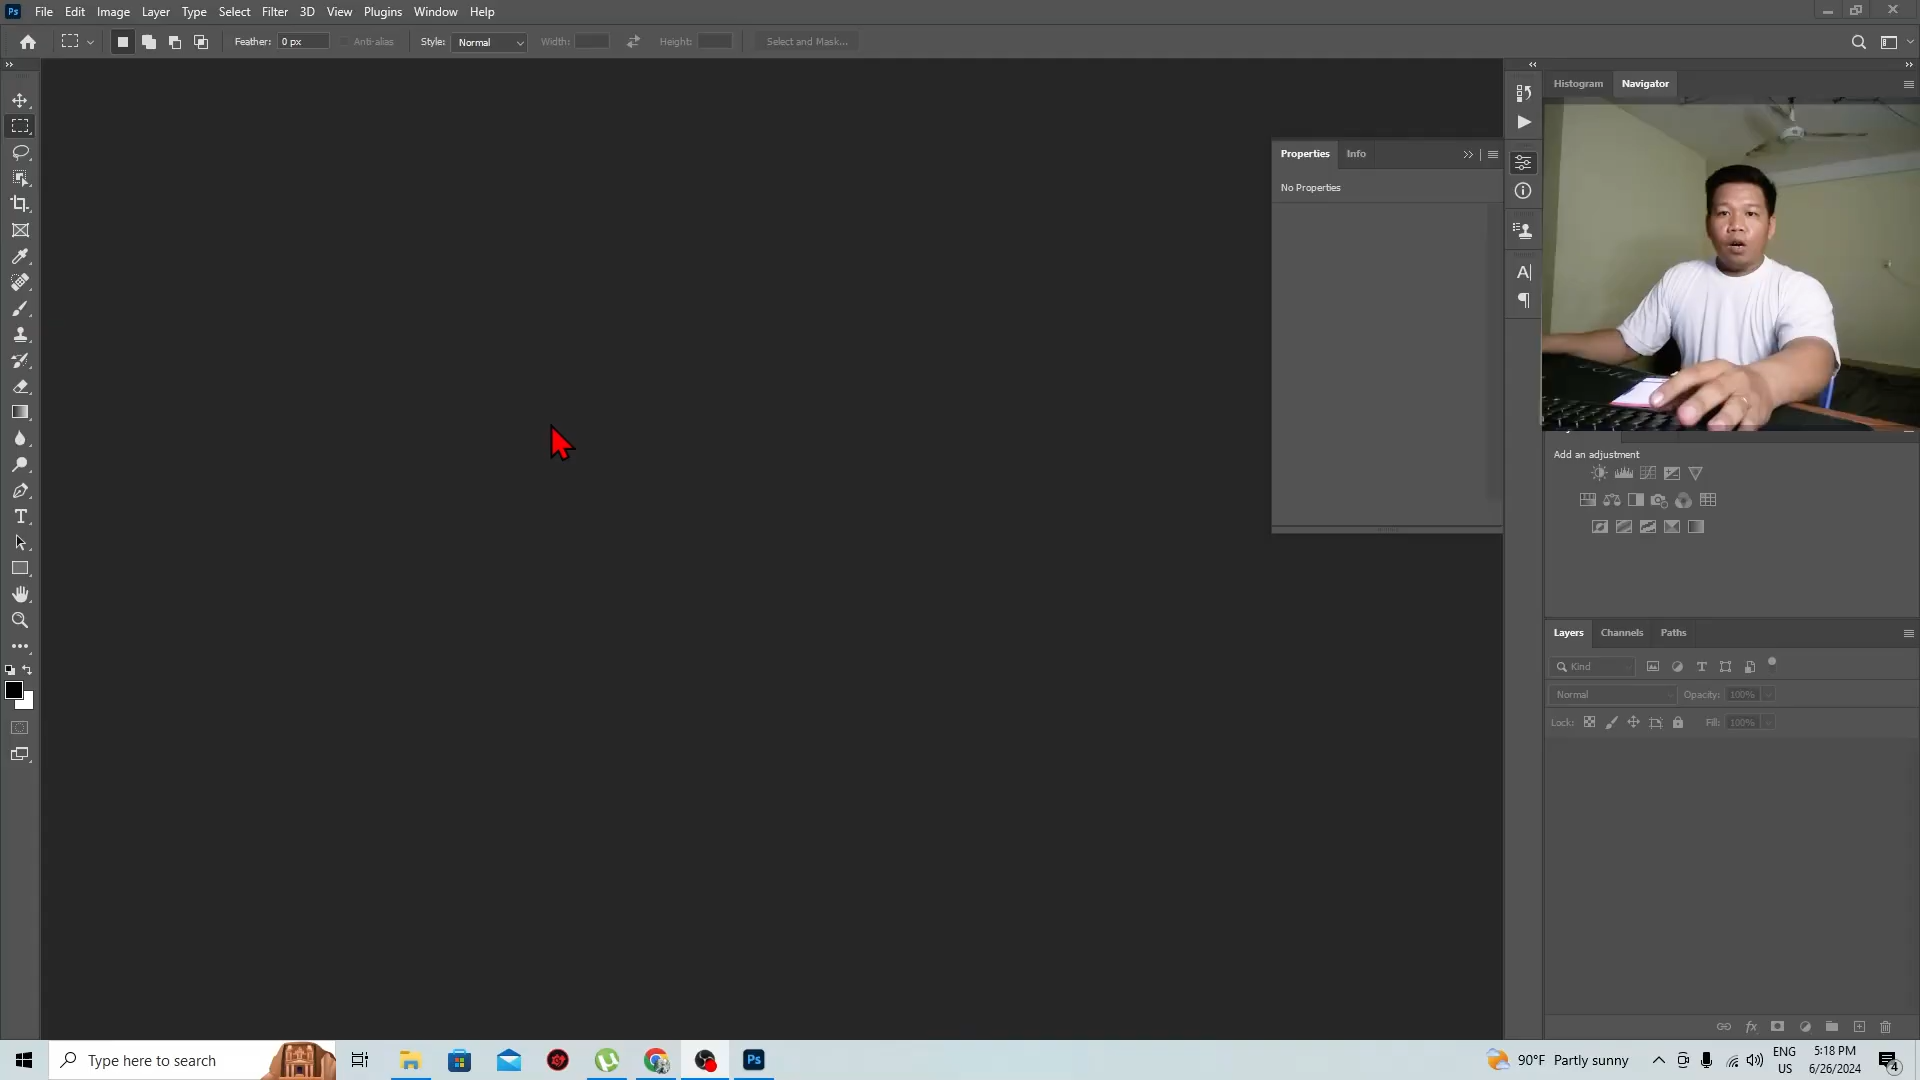 Ps File Edit Image Layer Type Select Filter 3D View Plugins Window Help
Feather: 0 px Anti-alias Style: Normal Width: Height: Select and Mask...
Histogram Navigator
Properties Info
No Properties
Add an adjustment
Layers Channels Paths
Kind
Normal Opacity: 100%
Lock: Fill: 100%
Type here to search
Ps
90°F Partly sunny
ENG
US
5:18 PM
6/26/2024
4